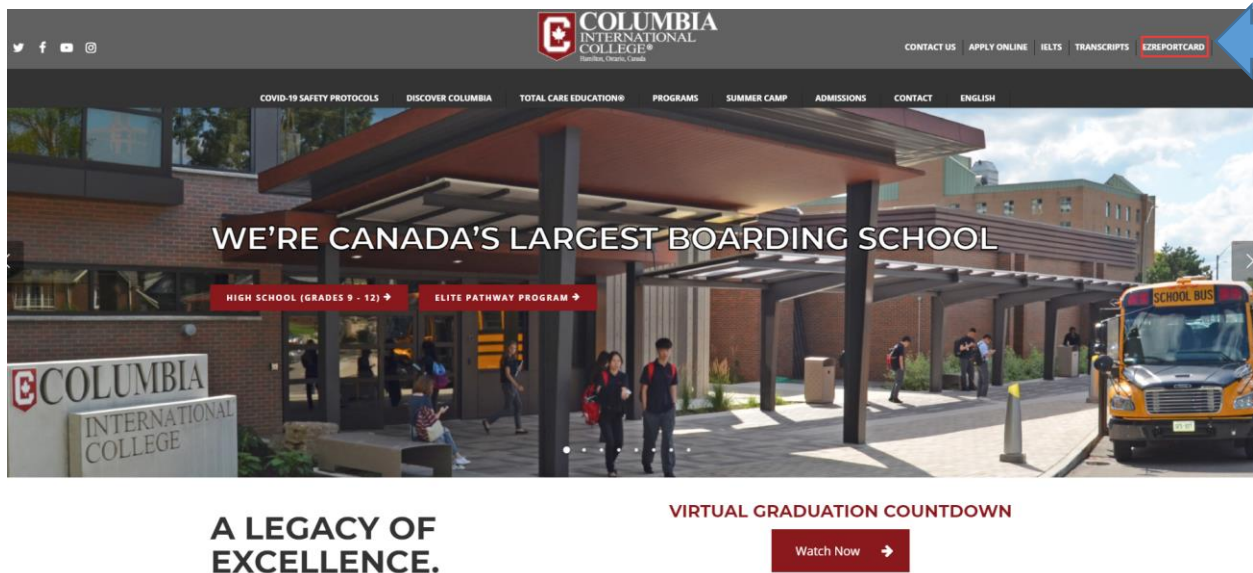 COLUMBIA
INTERNATIONAL
COLLEGE®
Hamilton, Ontario, Canada
CONTACT US APPLY ONLINE IELTS TRANSCRIPTS EZREPORTCARD
COVID-19 SAFETY PROTOCOLS DISCOVER COLUMBIA TOTAL CARE EDUCATION® PROGRAMS SUMMER CAMP ADMISSIONS CONTACT ENGLISH
WE'RE CANADA'S LARGEST BOARDING SCHOOL
HIGH SCHOOL (GRADES 9 - 12) → ELITE PATHWAY PROGRAM →
SCHOOL BUS
COLUMBIA
INTERNATIONAL
COLLEGE
A LEGACY OF
EXCELLENCE.
VIRTUAL GRADUATION COUNTDOWN
Watch Now →